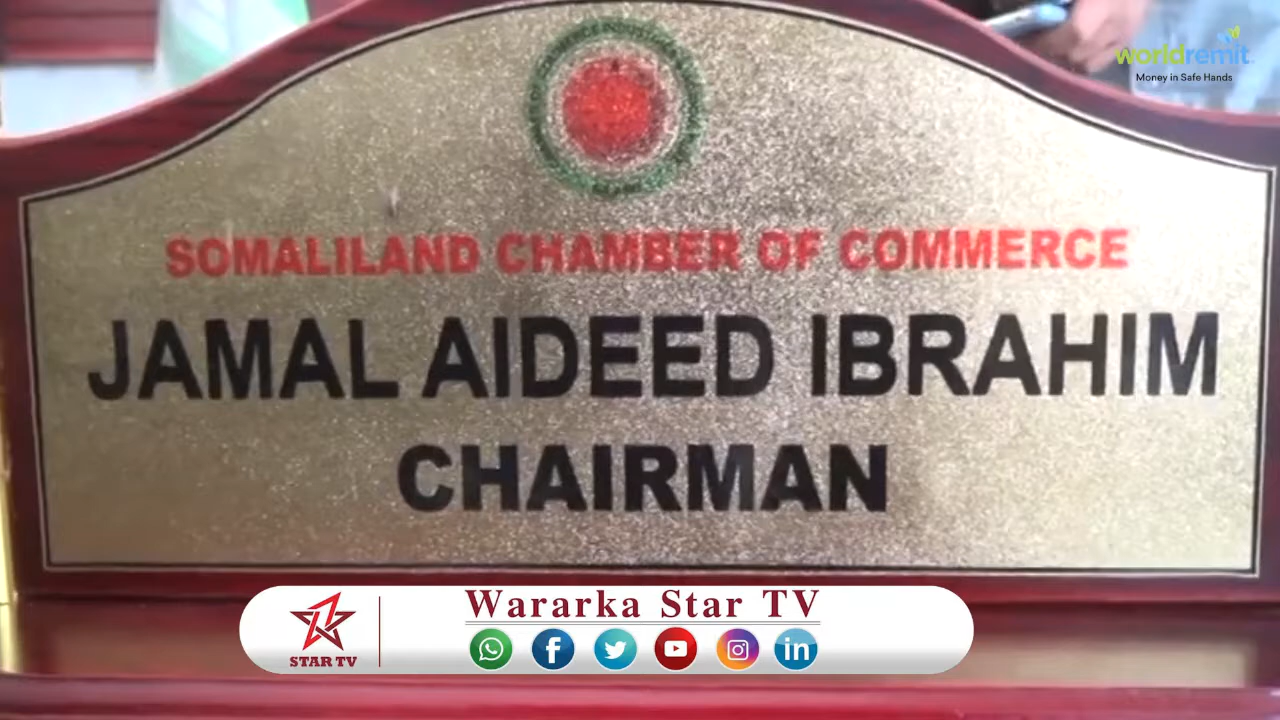 worldremit
Money in Safe Hands
SOMALILAND CHAMBER OF COMMERCE
JAMAL AIDEED IBRAHIM
CHAIRMAN
Wararka Star TV
STAR TV